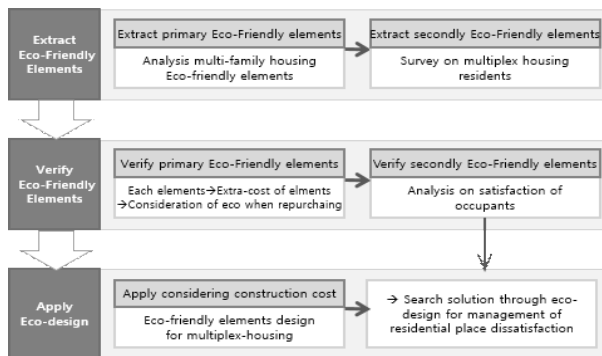 Extract
Eco-Friendly
Elements
Extract primary Eco-Friendly elements
Analysis multi-family housing
Eco-friendly elements
Extract secondly Eco-Friendly elements
Survey on multiplex housing
residents
Verify
Eco-Friendly
Elements
Verify primary Eco-Friendly elements
Each elements→Extra-cost of elments
→Consideration of eco when repurchaing
Verify secondly Eco-Friendly elements
Analysis on satisfaction of
occupants
Apply
Eco-design
Apply considering construction cost
Eco-friendly elements design
for multiplex-housing
→ Search solution through eco-
design for management of
residential place dissatisfaction